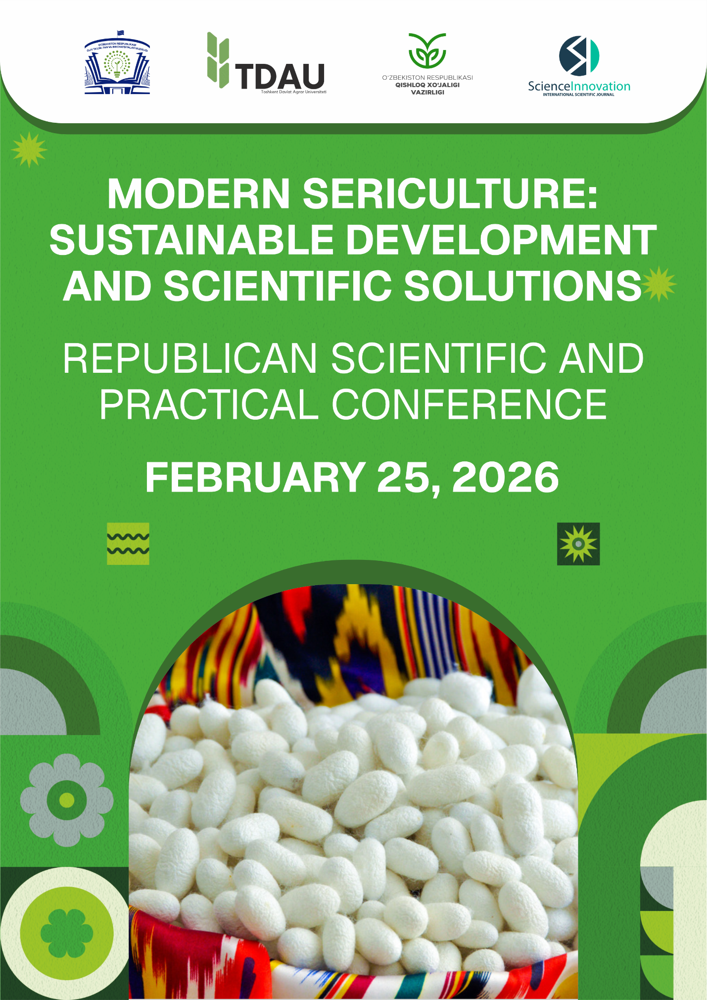 O'ZBEKISTON RESPUBLIKASI
OLIY TA'LIM, FAN VA INNOVATSIYALAR VAZIRLIGI
TDAU
Toshkent Davlat Agrar Universiteti
O'ZBEKISTON RESPUBLIKASI
QISHLOQ XO'JALIGI
VAZIRLIGI
ScienceInnovation
INTERNATIONAL SCIENTIFIC JOURNAL
MODERN SERICULTURE:
SUSTAINABLE DEVELOPMENT
AND SCIENTIFIC SOLUTIONS
REPUBLICAN SCIENTIFIC AND
PRACTICAL CONFERENCE
FEBRUARY 25, 2026